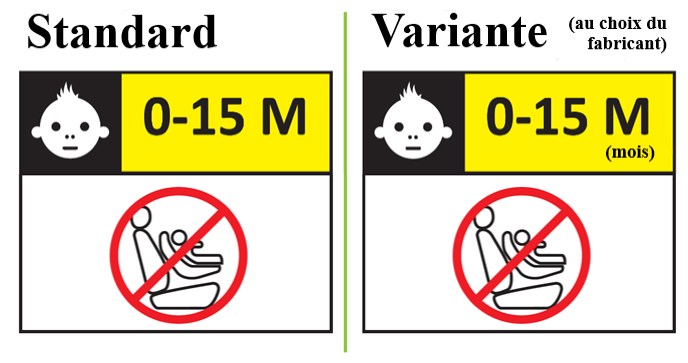 Standard
0-15 M
Variante
(au choix du
fabricant)
0-15 M
(mois)